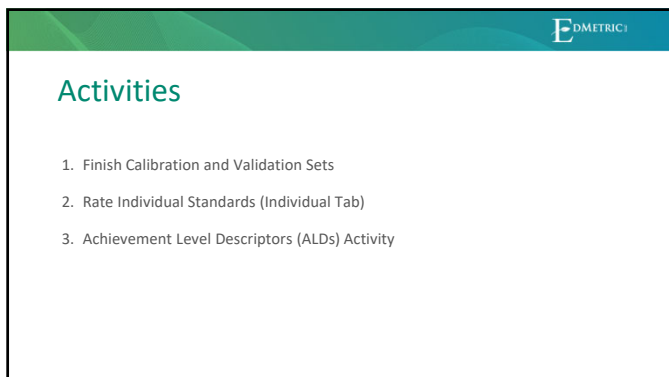 EDMETRIC
Activities
1. Finish Calibration and Validation Sets
2. Rate Individual Standards (Individual Tab)
3. Achievement Level Descriptors (ALDs) Activity